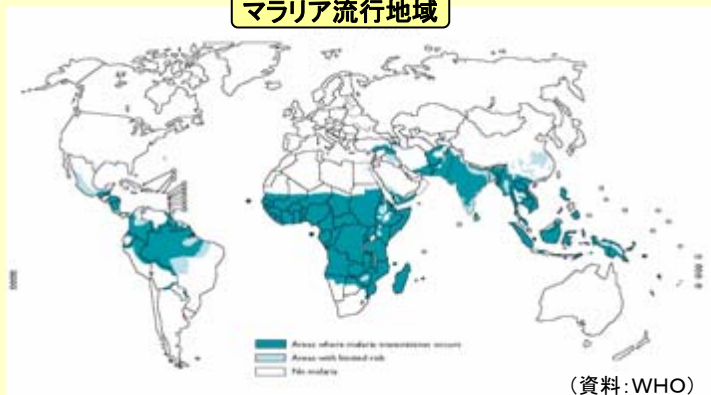 マラリア流行地域
Areas where malaria transmission occurs
Areas with limited risk
No malaria
(資料:WHO)